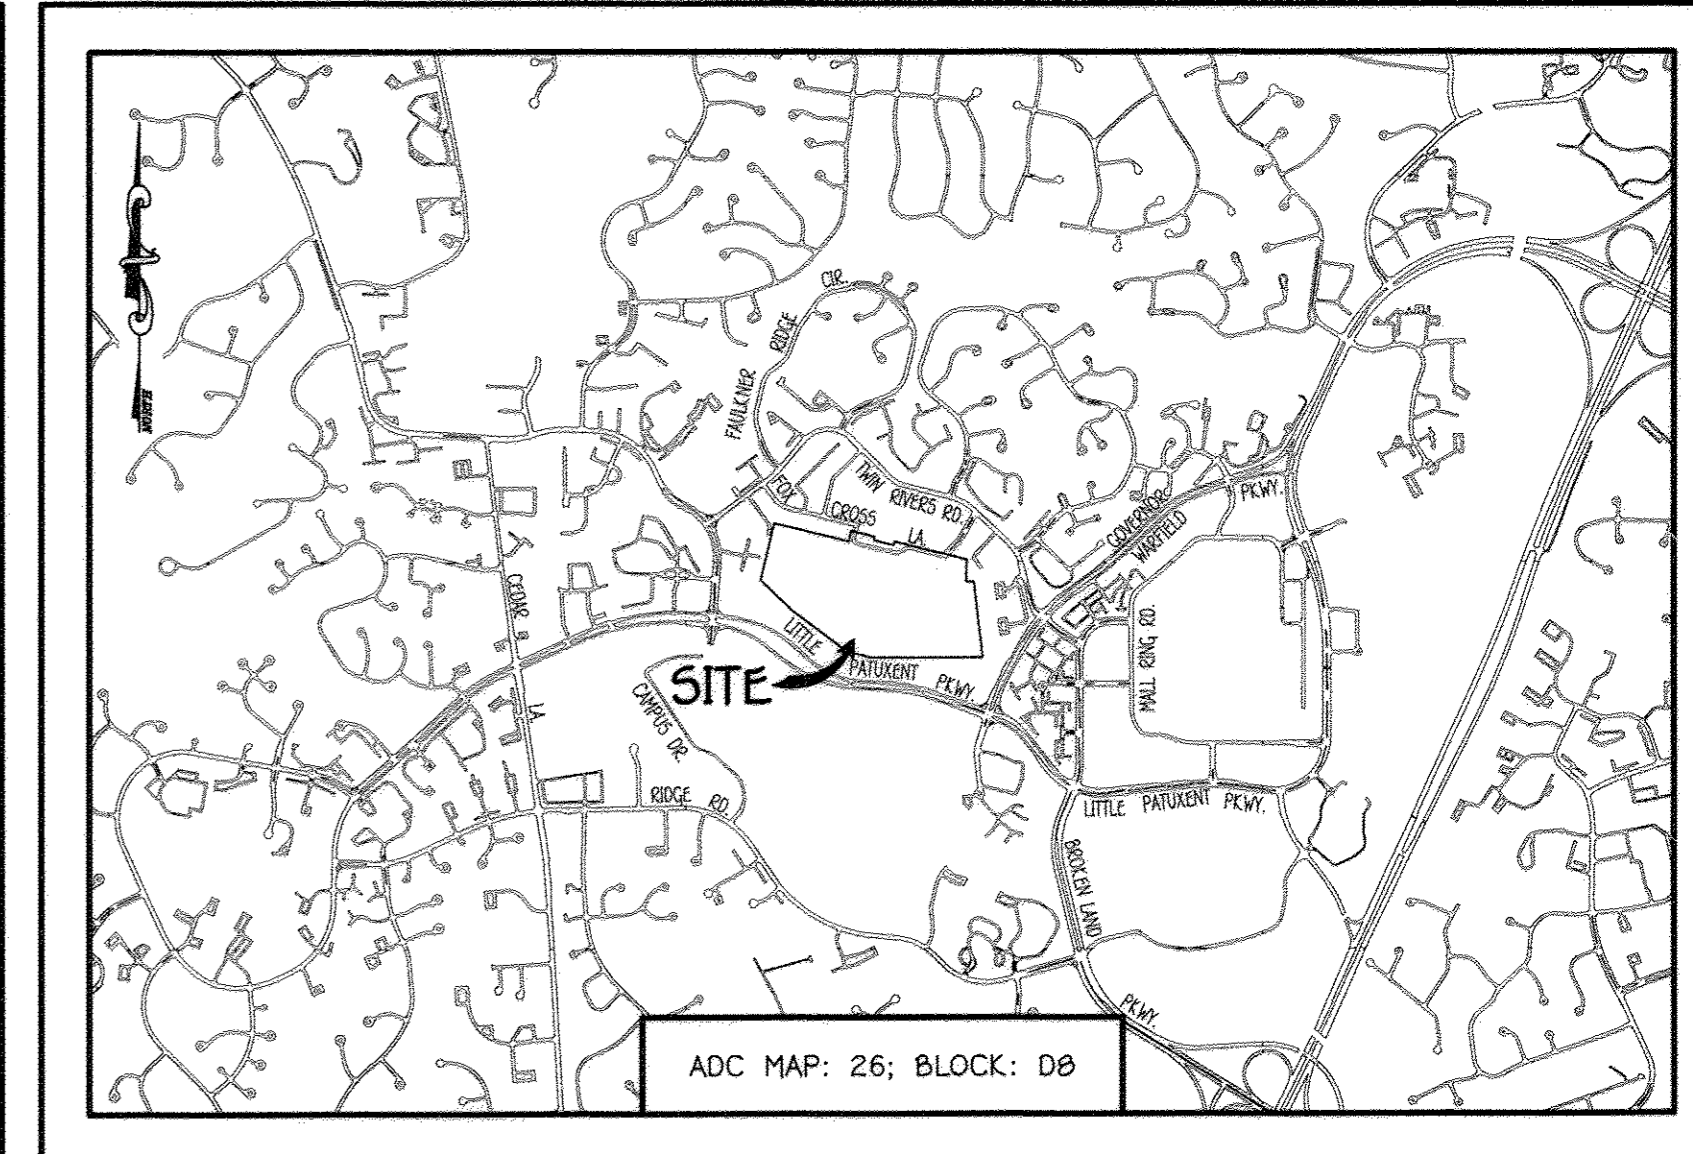 CIR.
RIDGE
FAULKNER
TWIN RIVERS RD.
FOX
CROSS
LA.
GOVERNOR
WARFIELD
PKWY.
CEDAR
LA.
LITTLE
PATUXENT
PKWY.
SITE
CAMPUS DR.
MALL RING RD.
RIDGE RD.
LITTLE PATUXENT PKWY.
BROKEN LAND
PKWY.
ADC MAP: 26; BLOCK: D8